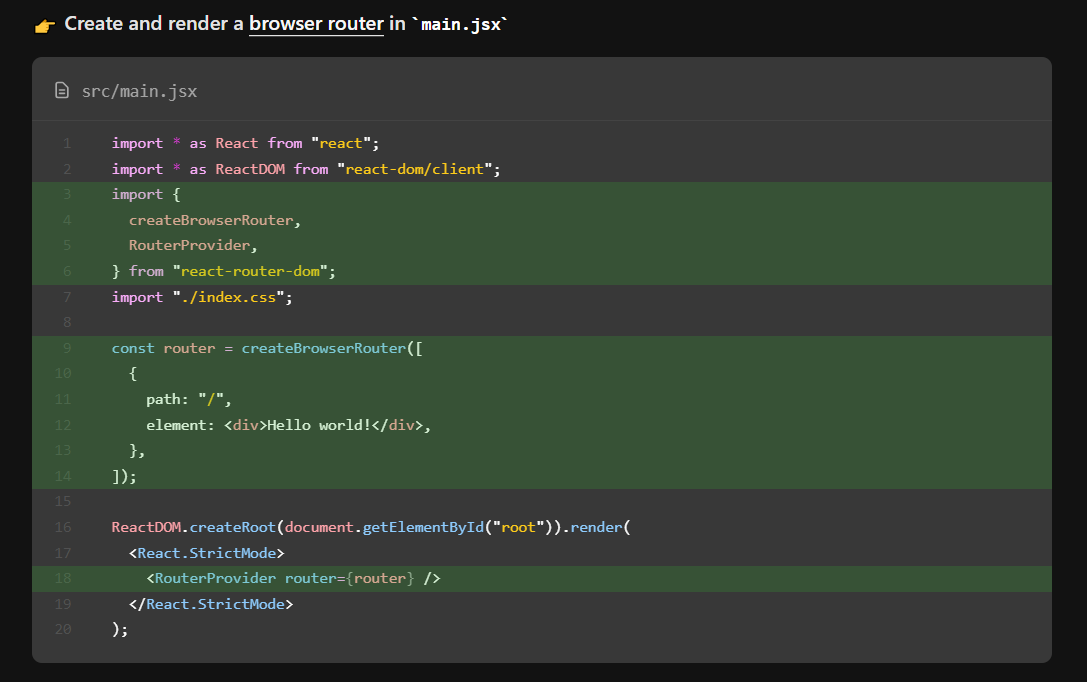 👉 Create and render a browser router in `main.jsx`
src/main.jsx
1 import * as React from "react";
2 import * as ReactDOM from "react-dom/client";
3 import {
4   createBrowserRouter,
5   RouterProvider,
6 } from "react-router-dom";
7 import "./index.css";
8
9 const router = createBrowserRouter([
10   {
11     path: "/",
12     element: <div>Hello world!</div>,
13   },
14 ]);
15
16 ReactDOM.createRoot(document.getElementById("root")).render(
17   <React.StrictMode>
18     <RouterProvider router={router} />
19   </React.StrictMode>
20 );